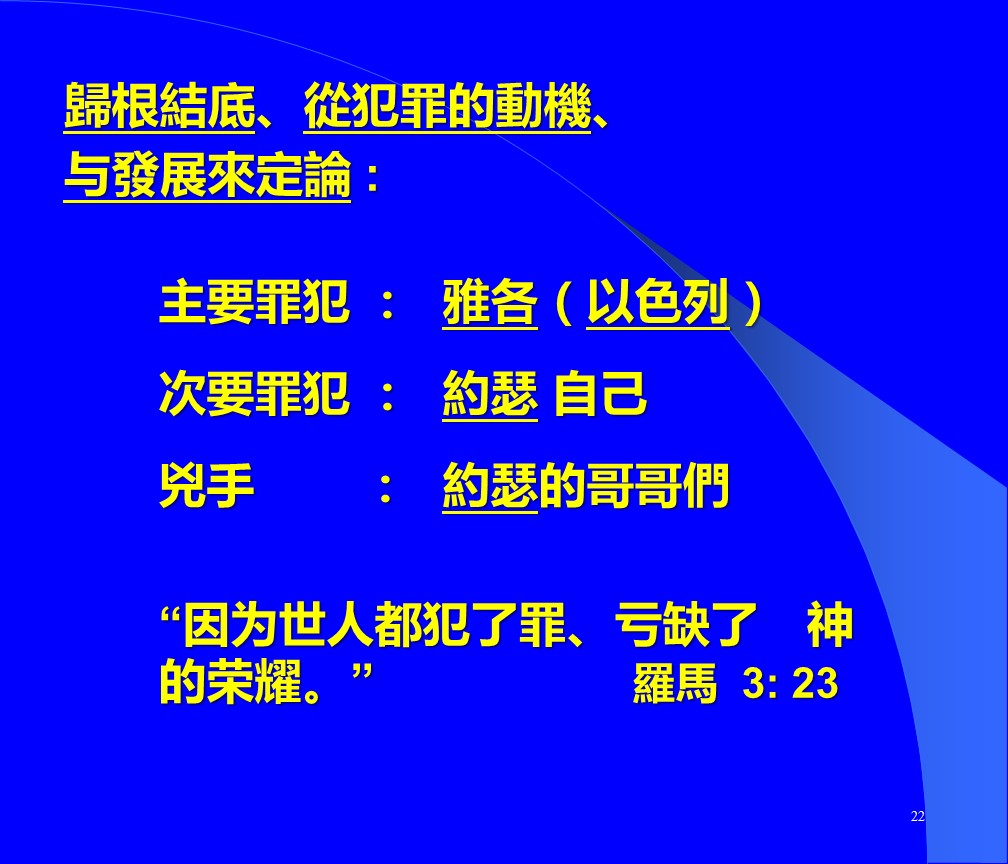 歸根結底、從犯罪的動機、
与發展來定論：
主要罪犯 ： 雅各（以色列）
次要罪犯 ： 約瑟 自己
兇手 ： 約瑟的哥哥們
“因为世人都犯了罪、亏缺了　神
的荣耀。” 羅馬 3: 23
22